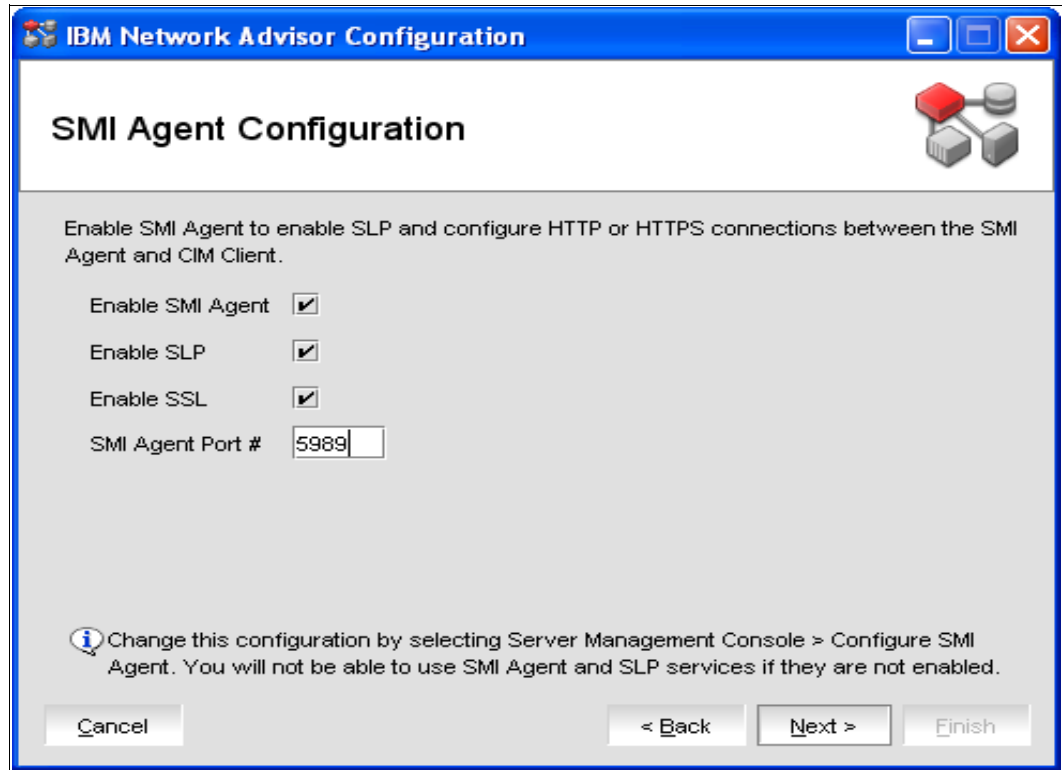 IBM Network Advisor Configuration
SMI Agent Configuration
Enable SMI Agent to enable SLP and configure HTTP or HTTPS connections between the SMI
Agent and CIM Client.
Enable SMI Agent
Enable SLP
Enable SSL
SMI Agent Port # 5989
Change this configuration by selecting Server Management Console > Configure SMI
Agent. You will not be able to use SMI Agent and SLP services if they are not enabled.
Cancel < Back Next > Finish